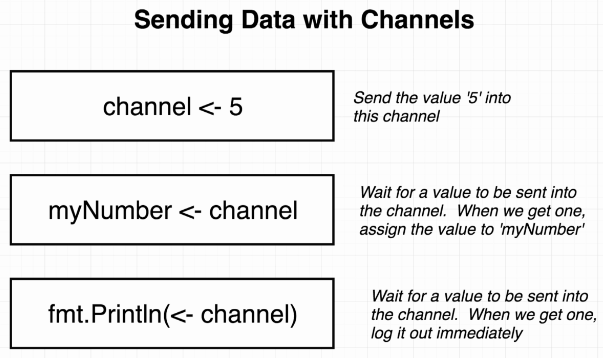 Sending Data with Channels
channel <- 5
Send the value '5' into
this channel
myNumber <- channel
Wait for a value to be sent into
the channel.  When we get one,
assign the value to 'myNumber'
fmt.Println(<- channel)
Wait for a value to be sent into
the channel.  When we get one,
log it out immediately